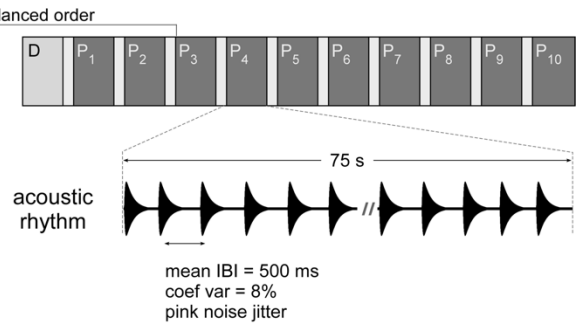 order
D P1 P2 P3 P4 P5 P6 P7 P8 P9 P10
75 s
acoustic
rhythm
//
mean IBI = 500 ms
coef var = 8%
pink noise jitter